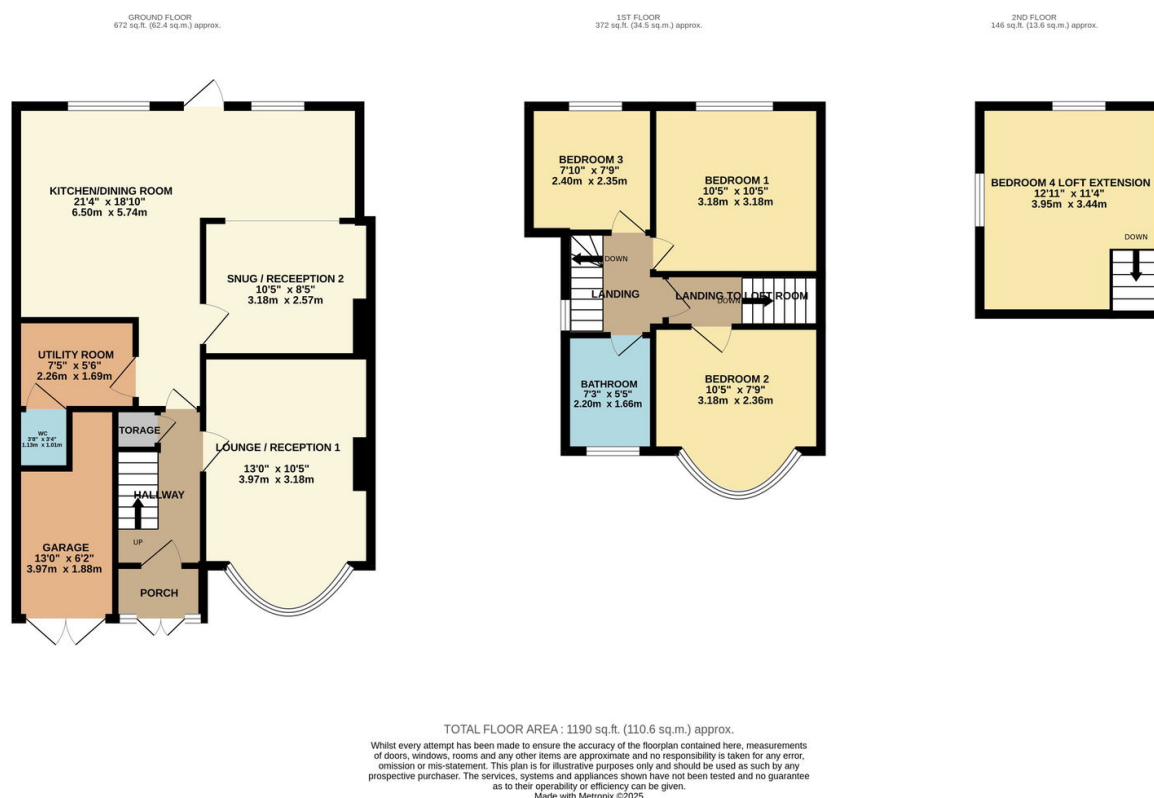 GROUND FLOOR
672 sq.ft. (62.4 sq.m.) approx.
KITCHEN/DINING ROOM
21'4" x 18'10"
6.50m x 5.74m
SNUG / RECEEPTION 2
10'5" x 8'5"
3.18m x 2.57m
UTILITY ROOM
7'5" x 5'6"
2.26m x 1.69m
WC
3'8" x 3'4"
1.13m x 1.01m
TORAGE
LOUNGE / RECEPTION 1
13'0" x 10'5"
3.97m x 3.18m
HALLWAY
UP
GARAGE
13'0" x 6'2"
3.97m x 1.88m
PORCH
1ST FLOOR
372 sq.ft. (34.5 sq.m.) approx.
BEDROOM 3
7'10" x 7'9"
2.40m x 2.35m
BEDROOM 1
10'5" x 10'5"
3.18m x 3.18m
DOWN
LANDING
LANDING TO LOFT ROOM
DOWN
BATHROOM
7'3" x 5'5"
2.20m x 1.66m
BEDROOM 2
10'5" x 7'9"
3.18m x 2.36m
2ND FLOOR
146 sq.ft. (13.6 sq.m.) approx.
BEDROOM 4 LOFT EXTENSION
12'11" x 11'4"
3.95m x 3.44m
DOWN
TOTAL FLOOR AREA : 1190 sq.ft. (110.6 sq.m.) approx.
Whilst every attempt has been made to ensure the accuracy of the floorplan contained here, measurements
of doors, windows, rooms and any other items are approximate and no responsibility is taken for any error,
omission or mis-statement. This plan is for illustrative purposes only and should be used as such by any
prospective purchaser. The services, systems and appliances shown have not been tested and no guarantee
as to their operability or efficiency can be given.
Made with Metropix ©2025